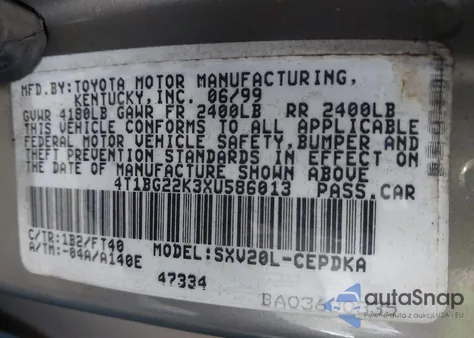 MFD.BY:TOYOTA MOTOR MANUFACTURING,
KENTUCKY,INC. 06/99
GVWR 4180LB GAWR FR 2400LB RR 2400LB
THIS VEHICLE CONFORMS TO ALL APPLICABLE
FEDERAL MOTOR VEHICLE SAFETY,BUMPER AND
THEFT PREVENTION STANDARDS IN EFFECT ON
THE DATE OF MANUFACTURE SHOWN ABOVE
4T1BG22K3XU586013 PASS.CAR
C/TR:1B2/FT40 MODEL:SXV20L-CEPDKA
A/TM:-04A/A140E
47334
autoSnap